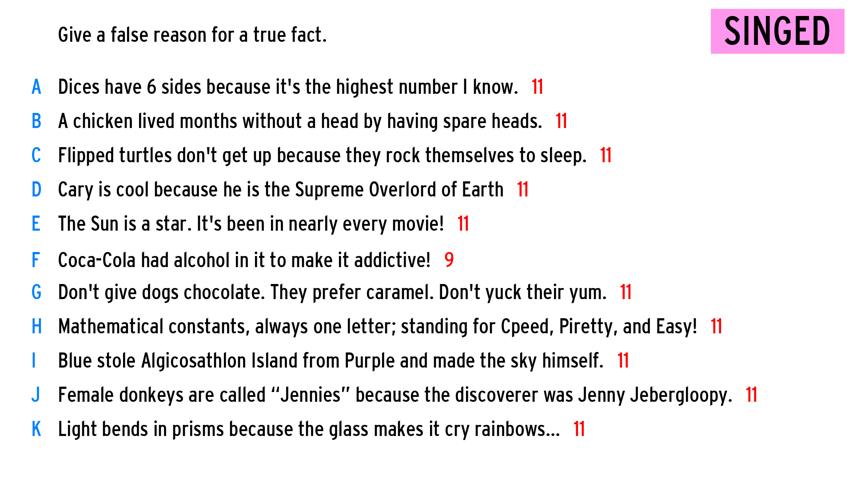 Give a false reason for a true fact.
SINGED
A Dices have 6 sides because it's the highest number I know. 11
B A chicken lived months without a head by having spare heads. 11
C Flipped turtles don't get up because they rock themselves to sleep. 11
D Cary is cool because he is the Supreme Overlord of Earth 11
E The Sun is a star. It's been in nearly every movie! 11
F Coca-Cola had alcohol in it to make it addictive! 9
G Don't give dogs chocolate. They prefer caramel. Don't yuck their yum. 11
H Mathematical constants, always one letter; standing for Cpeed, Piretty, and Easy! 11
I Blue stole Algicosathlon Island from Purple and made the sky himself. 11
J Female donkeys are called “Jennies” because the discoverer was Jenny Jebergloopy. 11
K Light bends in prisms because the glass makes it cry rainbows... 11